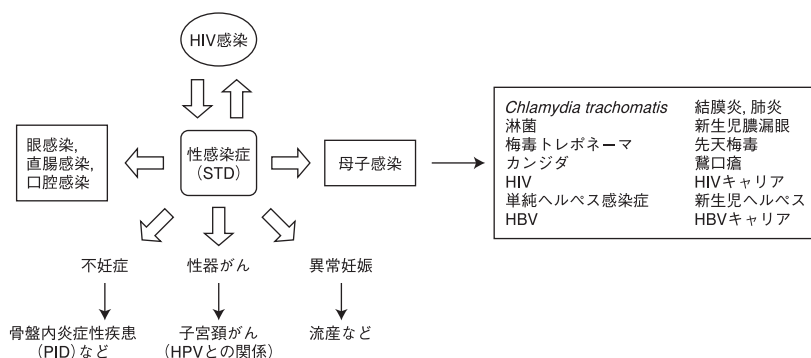 HIV感染
眼感染,
直腸感染,
口腔感染
性感染症
(STD)
母子感染
Chlamydia trachomatis 結膜炎, 肺炎
淋菌 新生児膿漏眼
梅毒トレポネーマ 先天梅毒
カンジダ 鵞口瘡
HIV HIVキャリア
単純ヘルペス感染症 新生児ヘルペス
HBV HBVキャリア
不妊症 性器がん 異常妊娠
骨盤内炎症性疾患
(PID)など
子宮頚がん
(HPVとの関係)
流産など